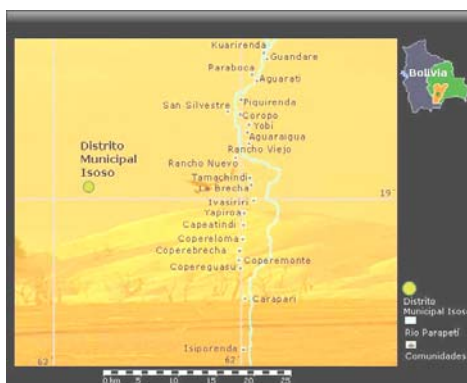 Kuarirenda
Guandare
Paraboca
Aguarati
Piquirenda
San Silvestre
Coropo
Yobi
Aguaraigua
Rancho Viejo
Rancho Nuevo
Distrito
Municipal
Isoso
Tamachindi
La brecha
Ivasiriri
19°
Yapiroa
Capeatindi
Copereloma
Coperebrecha
Coperemonte
Copereguasu
Carapari
Isiporenda
62°
62°
0 km 5 10 15 20 25
Bolivia
Distrito
Municipal Isoso
Rio Parapetí
Comunidades